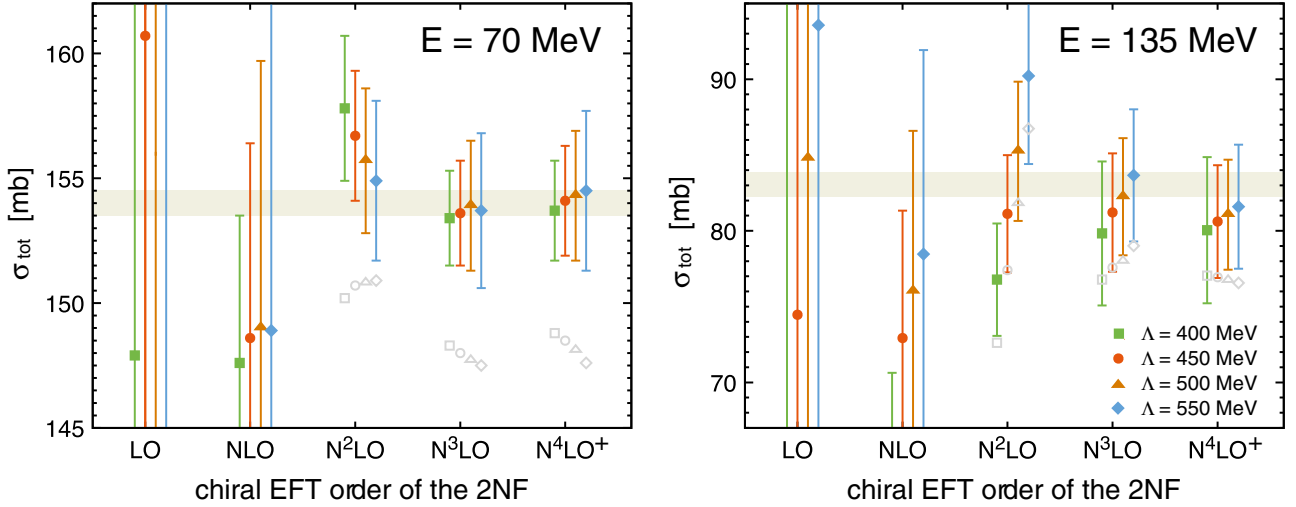 E = 70 MeV
160
155
150
145
σtot [mb]
LO NLO N²LO N³LO N⁴LO⁺
chiral EFT order of the 2NF
E = 135 MeV
90
80
70
σtot [mb]
Λ = 400 MeV
Λ = 450 MeV
Λ = 500 MeV
Λ = 550 MeV
LO NLO N²LO N³LO N⁴LO⁺
chiral EFT order of the 2NF